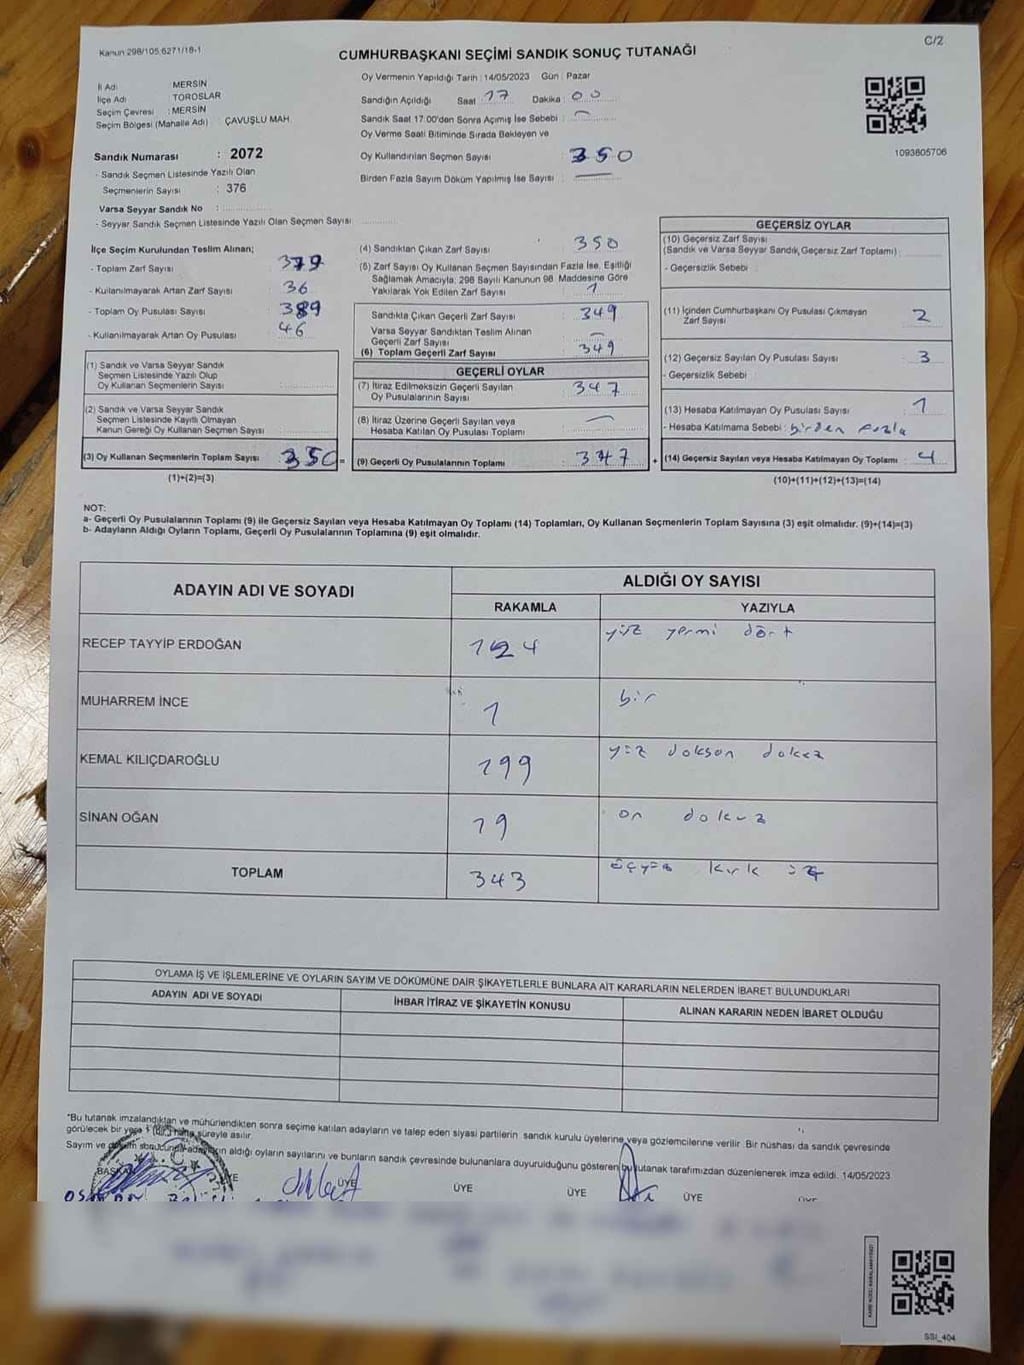 Kanun 298/105,6271/18-1
C/2
CUMHURBAŞKANI SEÇİMİ SANDIK SONUÇ TUTANAĞI
İl Adı : MERSİN
İlçe Adı : TOROSLAR
Seçim Çevresi : MERSİN
Seçim Bölgesi (Mahalle Adı) : ÇAVUŞLU MAH.
Sandık Numarası : 2072
- Sandık Seçmen Listesinde Yazılı Olan
Seçmenlerin Sayısı : 376
Varsa Seyyar Sandık No :
- Seyyar Sandık Seçmen Listesinde Yazılı Olan Seçmen Sayısı:
Oy Vermenin Yapıldığı Tarih : 14/05/2023 Gün : Pazar
Sandığın Açıldığı Saat : 17 Dakika : 00
Sandık Saat 17.00'den Sonra Açımış İse Sebebi :
Oy Verme Saati Bitiminde Sırada Bekleyen ve
Oy Kullandırılan Seçmen Sayısı : 350
Birden Fazla Sayım Döküm Yapılmış İse Sayısı : —
1093805706
İlçe Seçim Kurulundan Teslim Alınan;
- Toplam Zarf Sayısı : 379
- Kullanılmayarak Artan Zarf Sayısı : 36
- Toplam Oy Pusulası Sayısı : 389
- Kullanılmayarak Artan Oy Pusulası : 46
(1) Sandık ve Varsa Seyyar Sandık
Seçmen Listesinde Yazılı Olup
Oy Kullanan Seçmenlerin Sayısı :
(2) Sandık ve Varsa Seyyar Sandık
Seçmen Listesinde Kayıtlı Olmayan
Kanun Gereği Oy Kullanan Seçmen Sayısı :
(3) Oy Kullanan Seçmenlerin Toplam Sayısı : 350 =
(1)+(2)=(3)
(4) Sandıktan Çıkan Zarf Sayısı : 350
(5) Zarf Sayısı Oy Kullanan Seçmen Sayısından Fazla İse, Eşitliği
Sağlamak Amacıyla, 298 Sayılı Kanunun 98. Maddesine Göre
Yakılarak Yok Edilen Zarf Sayısı : 1
Sandıkla Çıkan Geçerli Zarf Sayısı : 349
Varsa Seyyar Sandıktan Teslim Alınan
Geçerli Zarf Sayısı :
(6) Toplam Geçerli Zarf Sayısı : 349
GEÇERLİ OYLAR
(7) İtiraz Edilmeksizin Geçerli Sayılan
Oy Pusulalarının Sayısı : 347
(8) İtiraz Üzerine Geçerli Sayılan veya
Hesaba Katılan Oy Pusulası Toplamı :
(9) Geçerli Oy Pusulalarının Toplamı : 347 +
GEÇERSİZ OYLAR
(10) Geçersiz Zarf Sayısı
(Sandık ve Varsa Seyyar Sandık,Geçersiz Zarf Toplamı) :
- Geçersizlik Sebebi :
(11) İçinden Cumhurbaşkanı Oy Pusulası Çıkmayan
Zarf Sayısı : 2
(12) Geçersiz Sayılan Oy Pusulası Sayısı : 3
- Geçersizlik Sebebi :
(13) Hesaba Katılmayan Oy Pusulası Sayısı : 1
- Hesaba Katılmama Sebebi : birden fazla
(14) Geçersiz Sayılan veya Hesaba Katılmayan Oy Toplamı : 4
(10)+(11)+(12)+(13)=(14)
NOT:
a- Geçerli Oy Pusulalarının Toplamı (9) ile Geçersiz Sayılan veya Hesaba Katılmayan Oy Toplamı (14) Toplamları, Oy Kullanan Seçmenlerin Toplam Sayısına (3) eşit olmalıdır. (9)+(14)=(3)
b- Adayların Aldığı Oyların Toplamı, Geçerli Oy Pusulalarının Toplamına (9) eşit olmalıdır.
ADAYIN ADI VE SOYADI
ALDIĞI OY SAYISI
RAKAMLA YAZIYLA
RECEP TAYYİP ERDOĞAN 124 yüz yermi dört
MUHARREM İNCE 1 bir
KEMAL KILIÇDAROĞLU 199 yüz doksan dokuz
SİNAN OĞAN 19 on dokuz
TOPLAM 343 üçyüz kırk üç
OYLAMA İŞ VE İŞLEMLERİNE VE OYLARIN SAYIM VE DÖKÜMÜNE DAİR ŞİKAYETLERLE BUNLARA AİT KARARLARIN NELERDEN İBARET BULUNDUKLARI
ADAYIN ADI VE SOYADI İHBAR İTİRAZ VE ŞİKAYETİN KONUSU ALINAN KARARIN NEDEN İBARET OLDUĞU
*Bu tutanak imzalandıktan ve mühürlendikten sonra seçime katılan adayların ve talep eden siyasi partilerin sandık kurulu üyelerine veya gözlemcilerine verilir. Bir nüshası da sandık çevresinde
görülecek bir yere süreyle asılır.
Sayım ve aldığı oyların sayılarını ve bunların sandık çevresinde bulunanlara duyurulduğunu gösteren bu tutanak tarafımızdan düzenlenerek imza edildi. 14/05/2023
BAŞKAN ÜYE ÜYE ÜYE ÜYE ÜYE
SSI_404